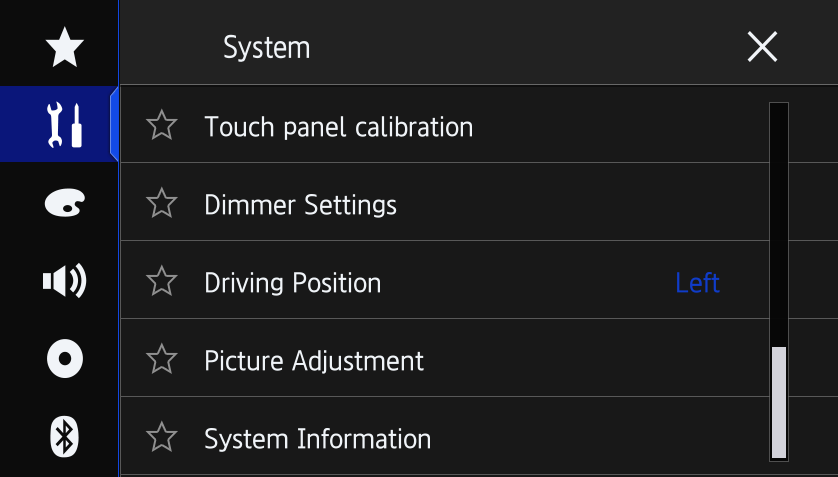 System
Touch panel calibration
Dimmer Settings
Driving Position Left
Picture Adjustment
System Information